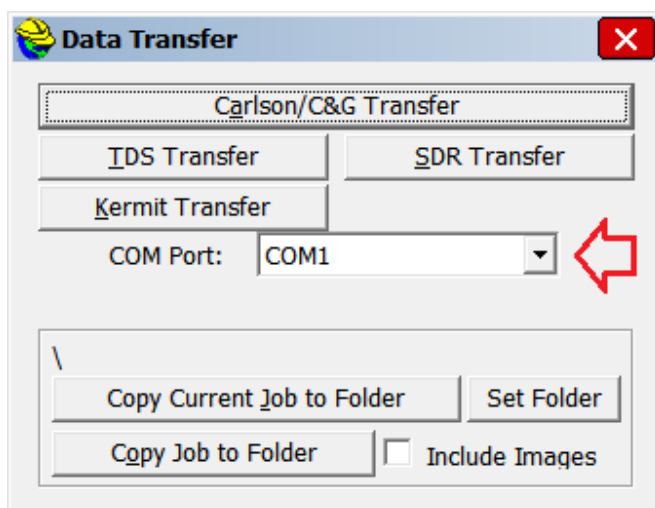 Data Transfer
Carlson/C&G Transfer
TDS Transfer SDR Transfer
Kermit Transfer
COM Port: COM1
\
Copy Current Job to Folder Set Folder
Copy Job to Folder Include Images